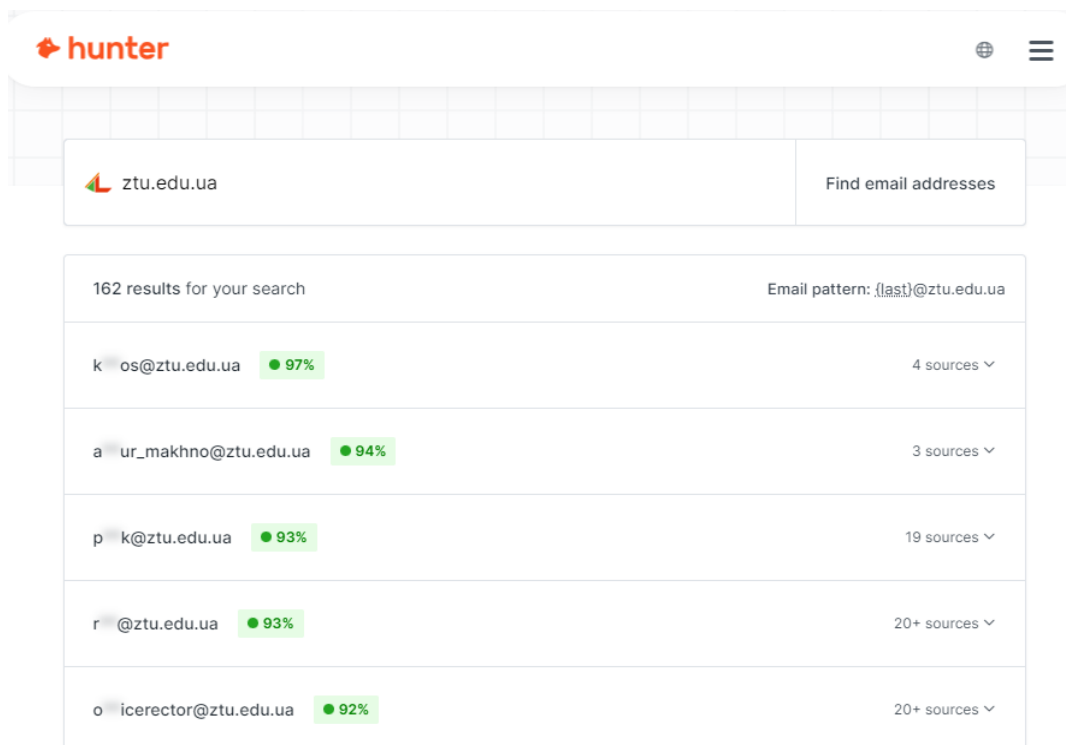 hunter
ztu.edu.ua Find email addresses
162 results for your search Email pattern: {last}@ztu.edu.ua
k os@ztu.edu.ua 97% 4 sources
a ur_makhno@ztu.edu.ua 94% 3 sources
p k@ztu.edu.ua 93% 19 sources
r @ztu.edu.ua 93% 20+ sources
o icerector@ztu.edu.ua 92% 20+ sources